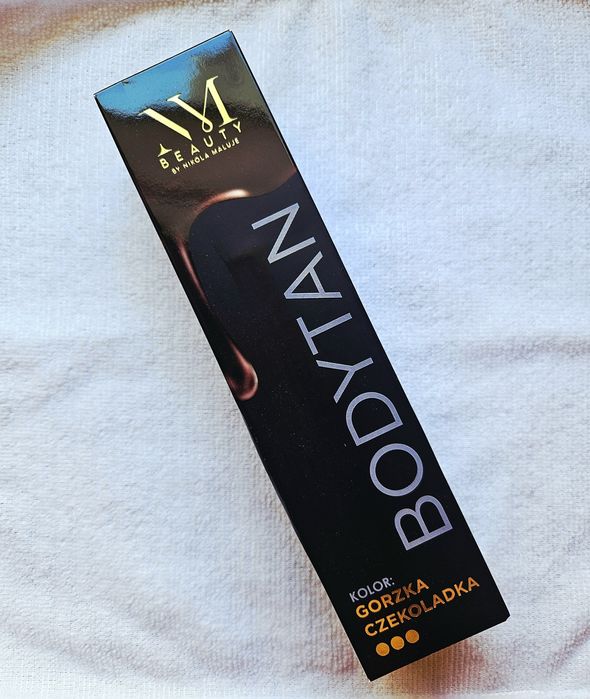 NM
BEAUTY
BY NIKOLA MALUJE
BODYTAN
KOLOR:
GORZKA
CZEKOLADKA